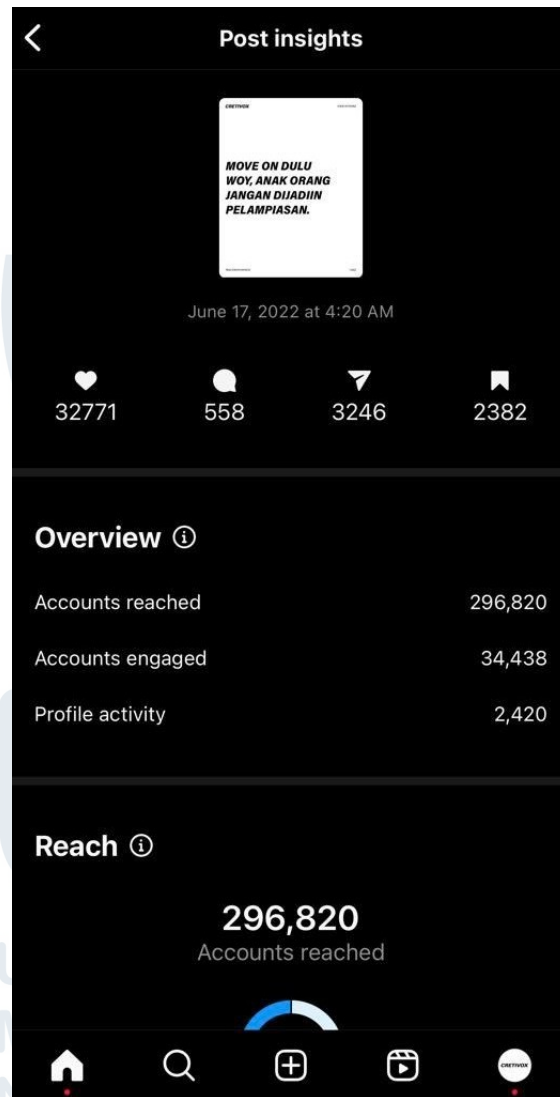 Post insights
CRETIVOX
MOVE ON DULU
WOY, ANAK ORANG
JANGAN DIJADIIN
PELAMPIASAN.
June 17, 2022 at 4:20 AM
32771 558 3246 2382
Overview
Accounts reached 296,820
Accounts engaged 34,438
Profile activity 2,420
Reach
296,820
Accounts reached
CRETIVOX